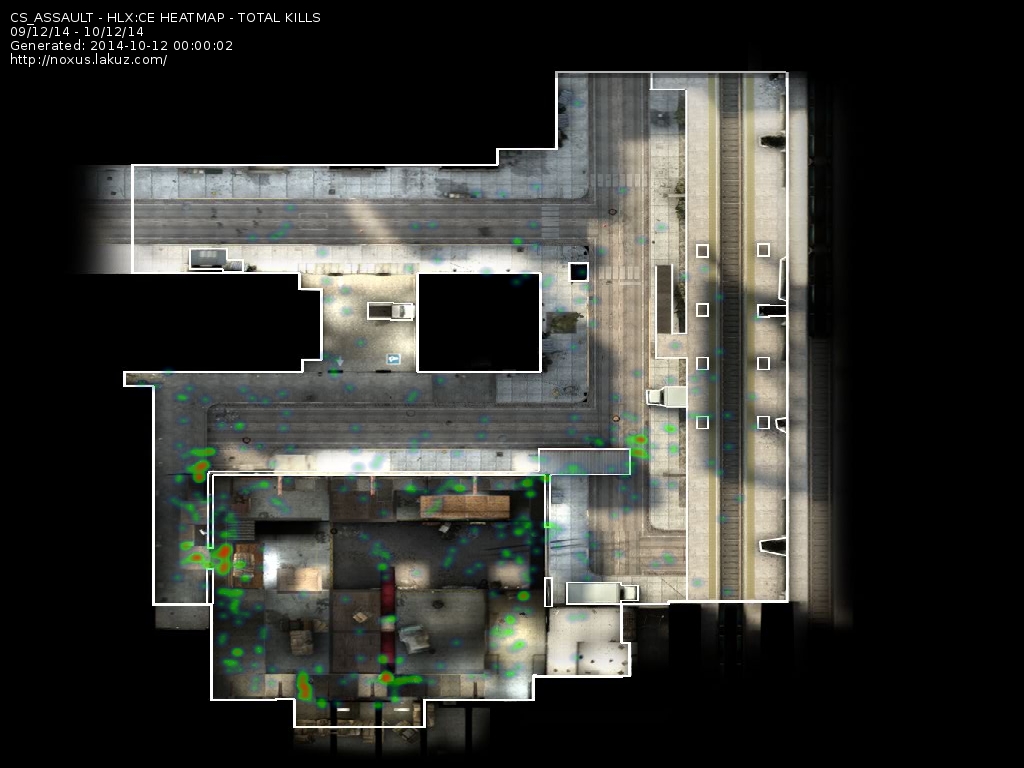 CS_ASSAULT - HLX:CE HEATMAP - TOTAL KILLS
09/12/14 - 10/12/14
Generated: 2014-10-12 00:00:02
http://noxus.lakuz.com/